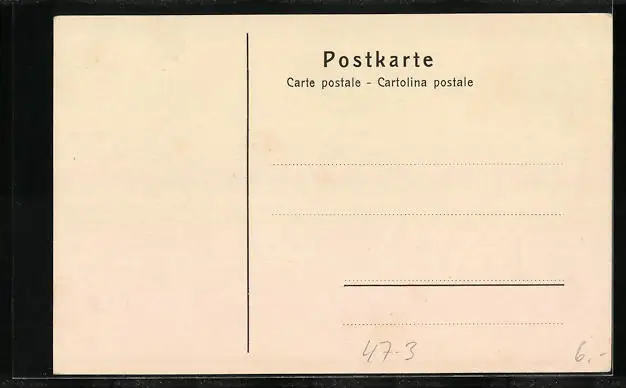 Postkarte
Carte postale - Cartolina postale
47-3 6.-